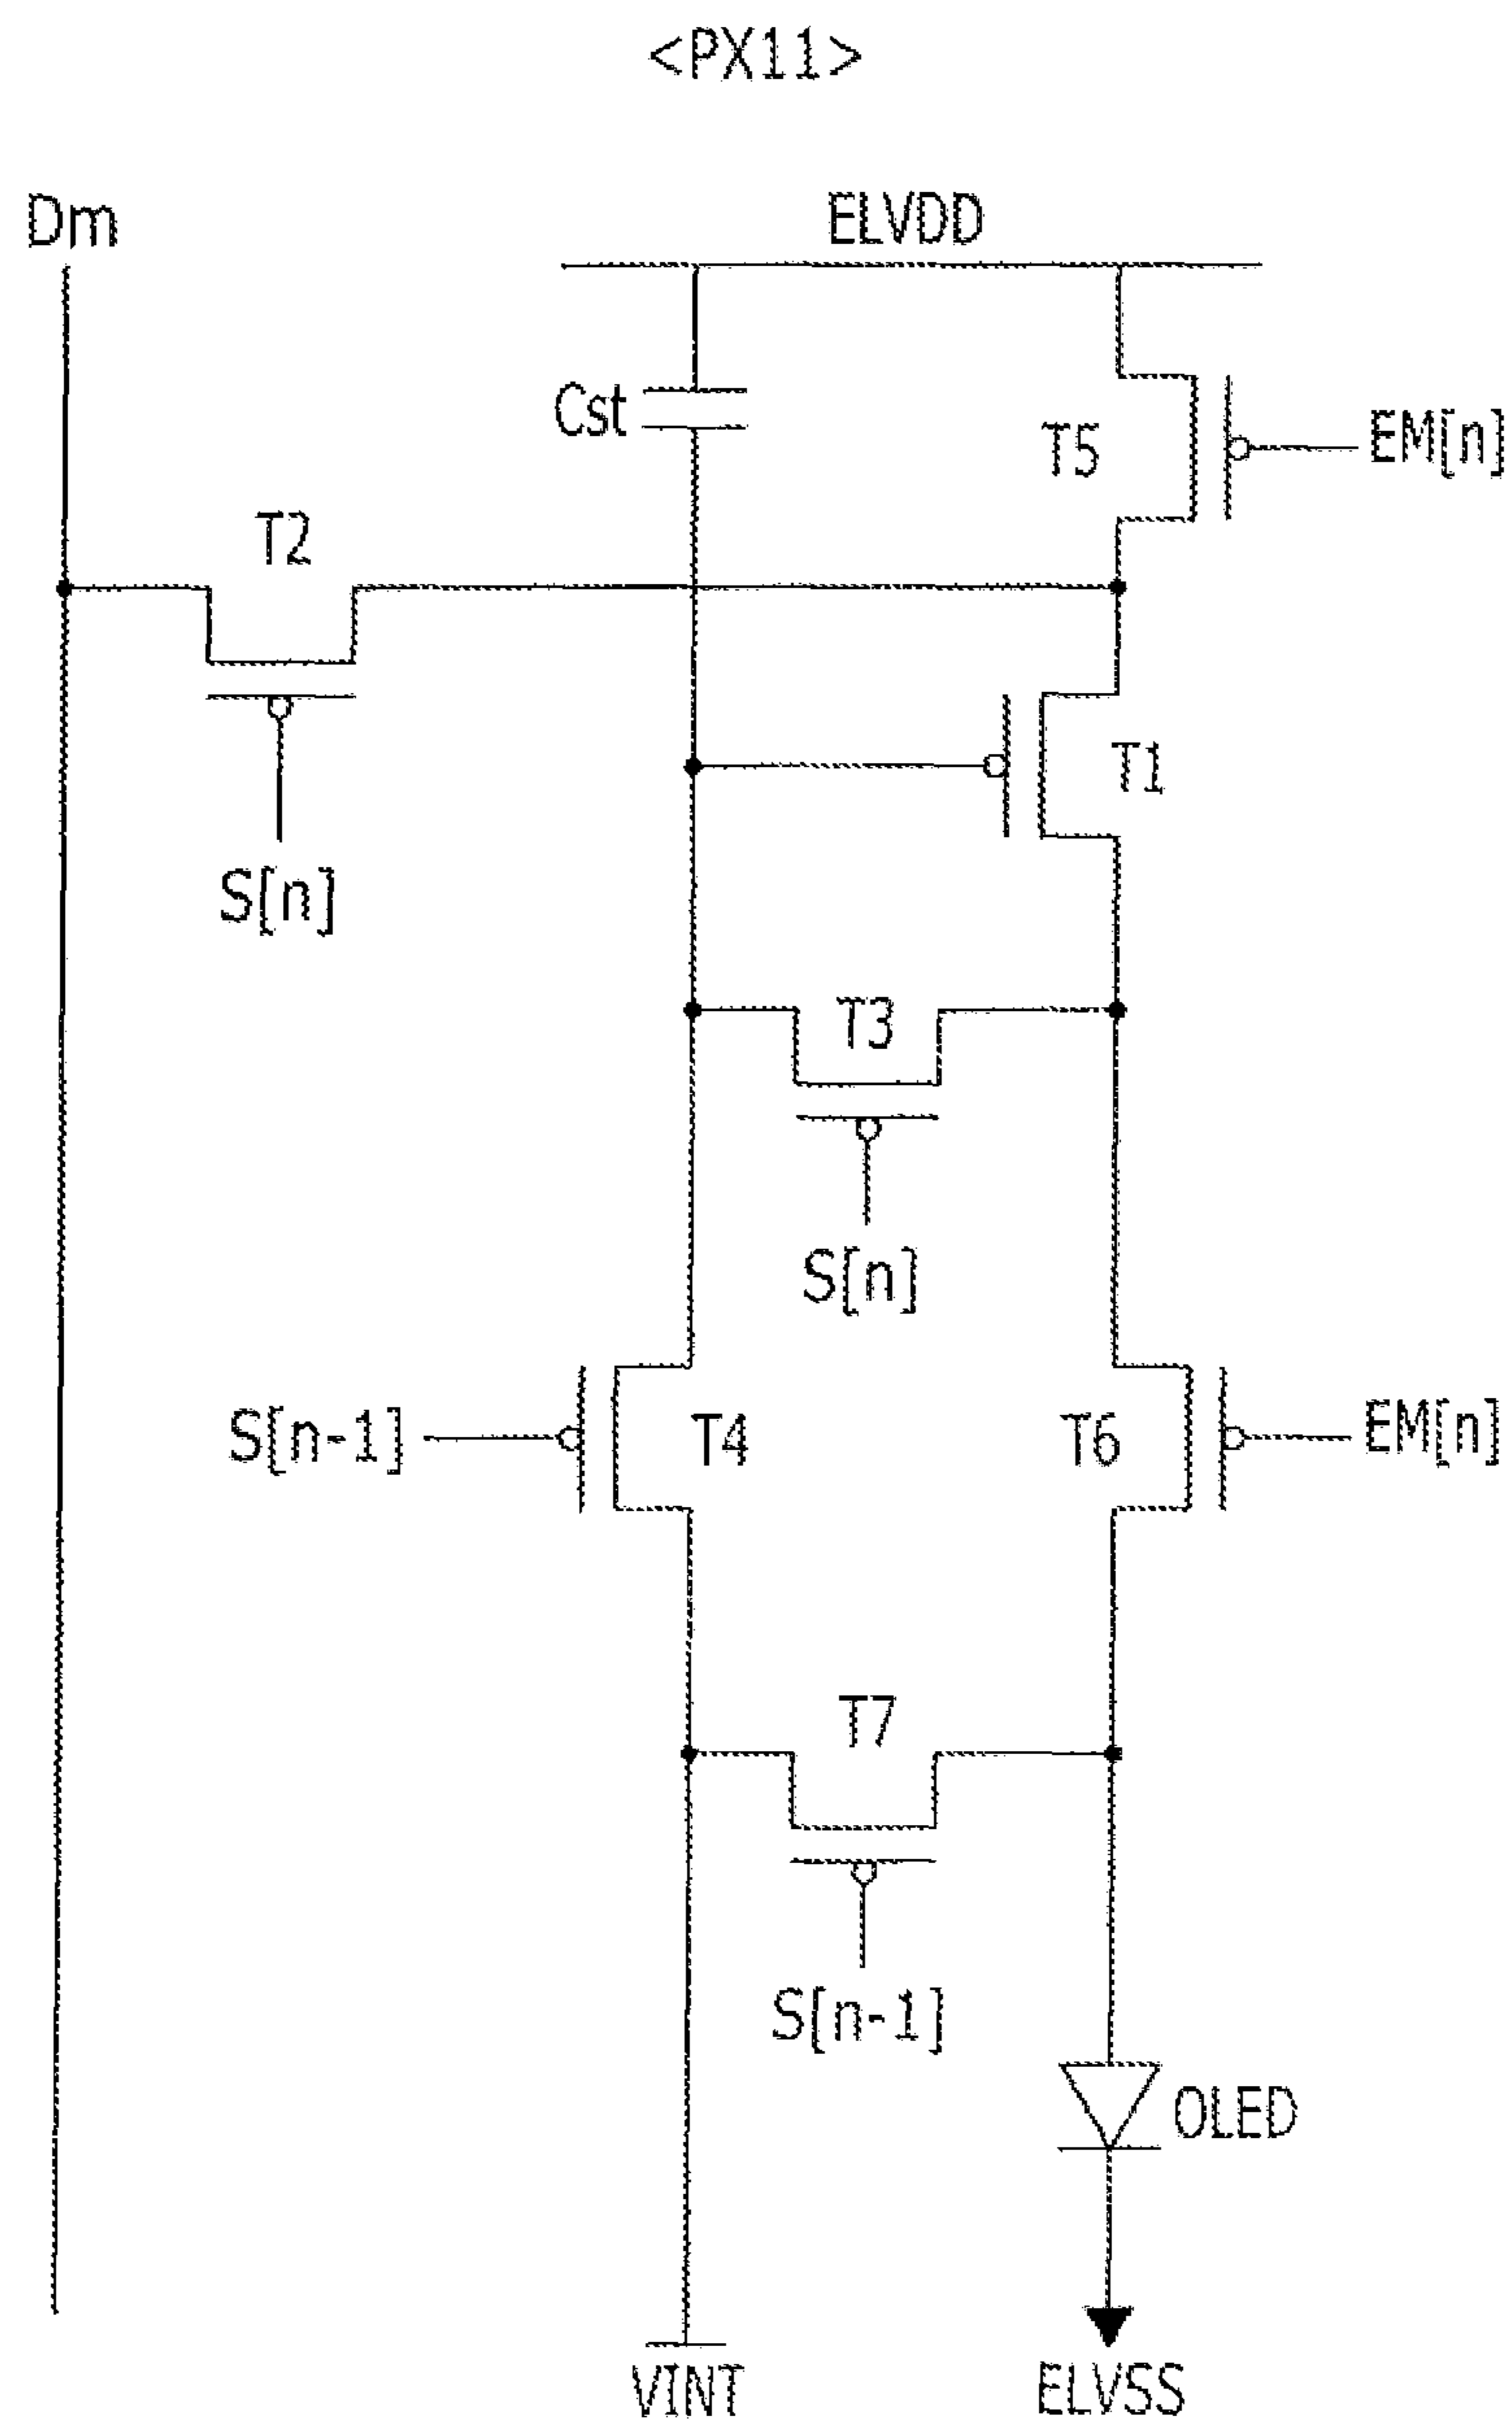 <PX11>
Dm
ELVDD
Cst
T5
EM[n]
T2
T1
S[n]
T3
S[n]
S[n-1]
T4
T6
EM[n]
T7
S[n-1]
OLED
VINT
ELVSS